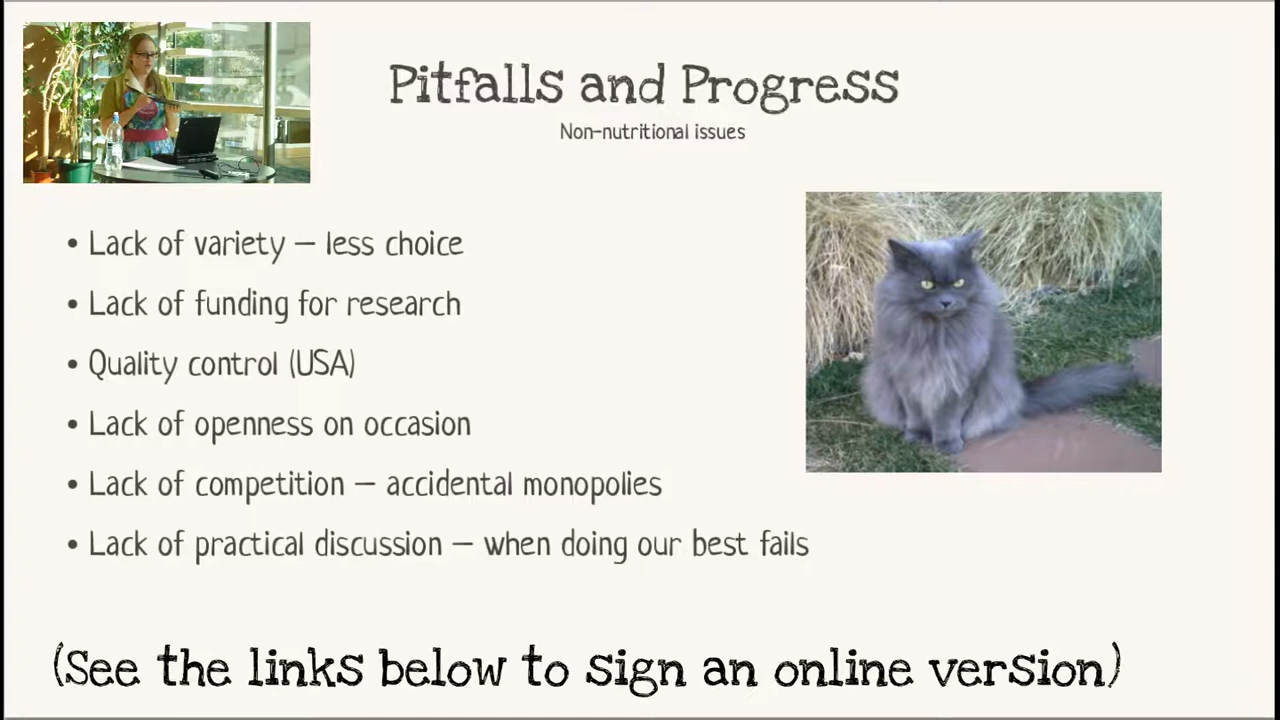 Pitfalls and Progress
Non-nutritional issues
• Lack of variety – less choice
• Lack of funding for research
• Quality control (USA)
• Lack of openness on occasion
• Lack of competition – accidental monopolies
• Lack of practical discussion – when doing our best fails
(See the links below to sign an online version)